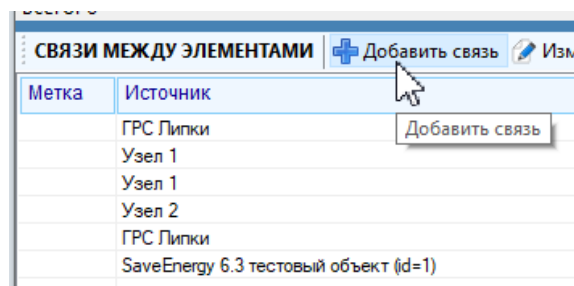 СВЯЗИ МЕЖДУ ЭЛЕМЕНТАМИ Добавить связь Изм
Метка Источник
ГРС Липки
Добавить связь
Узел 1
Узел 1
Узел 2
ГРС Липки
SaveEnergy 6.3 тестовый объект (id=1)